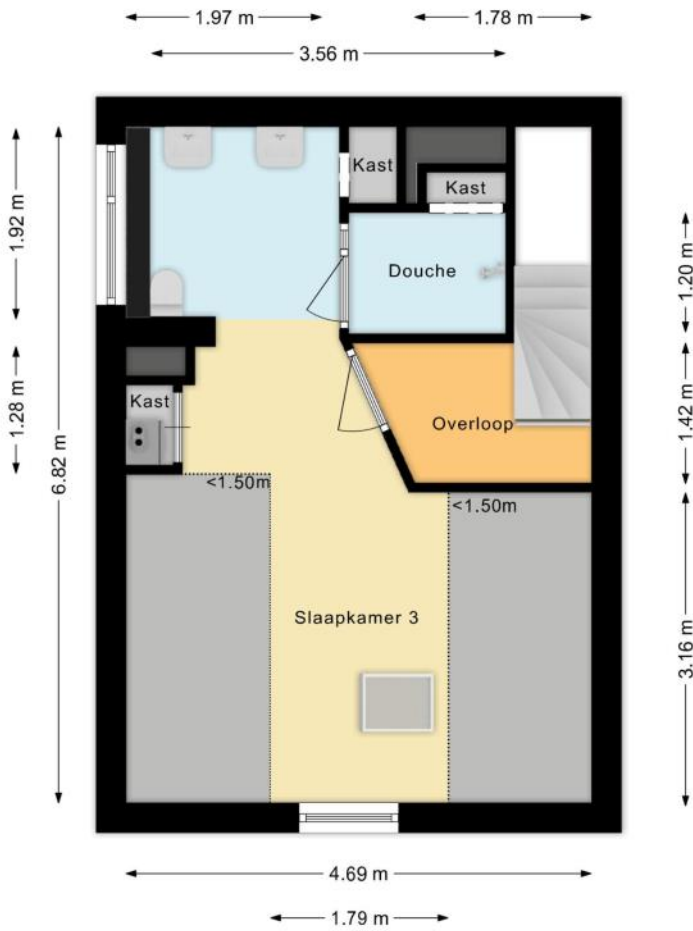 1.97 m
1.78 m
3.56 m
Kast
Kast
1.92 m
Douche
1.20 m
Kast
1.28 m
Overloop
1.42 m
6.82 m
<1.50m
<1.50m
Slaapkamer 3
3.16 m
4.69 m
1.79 m